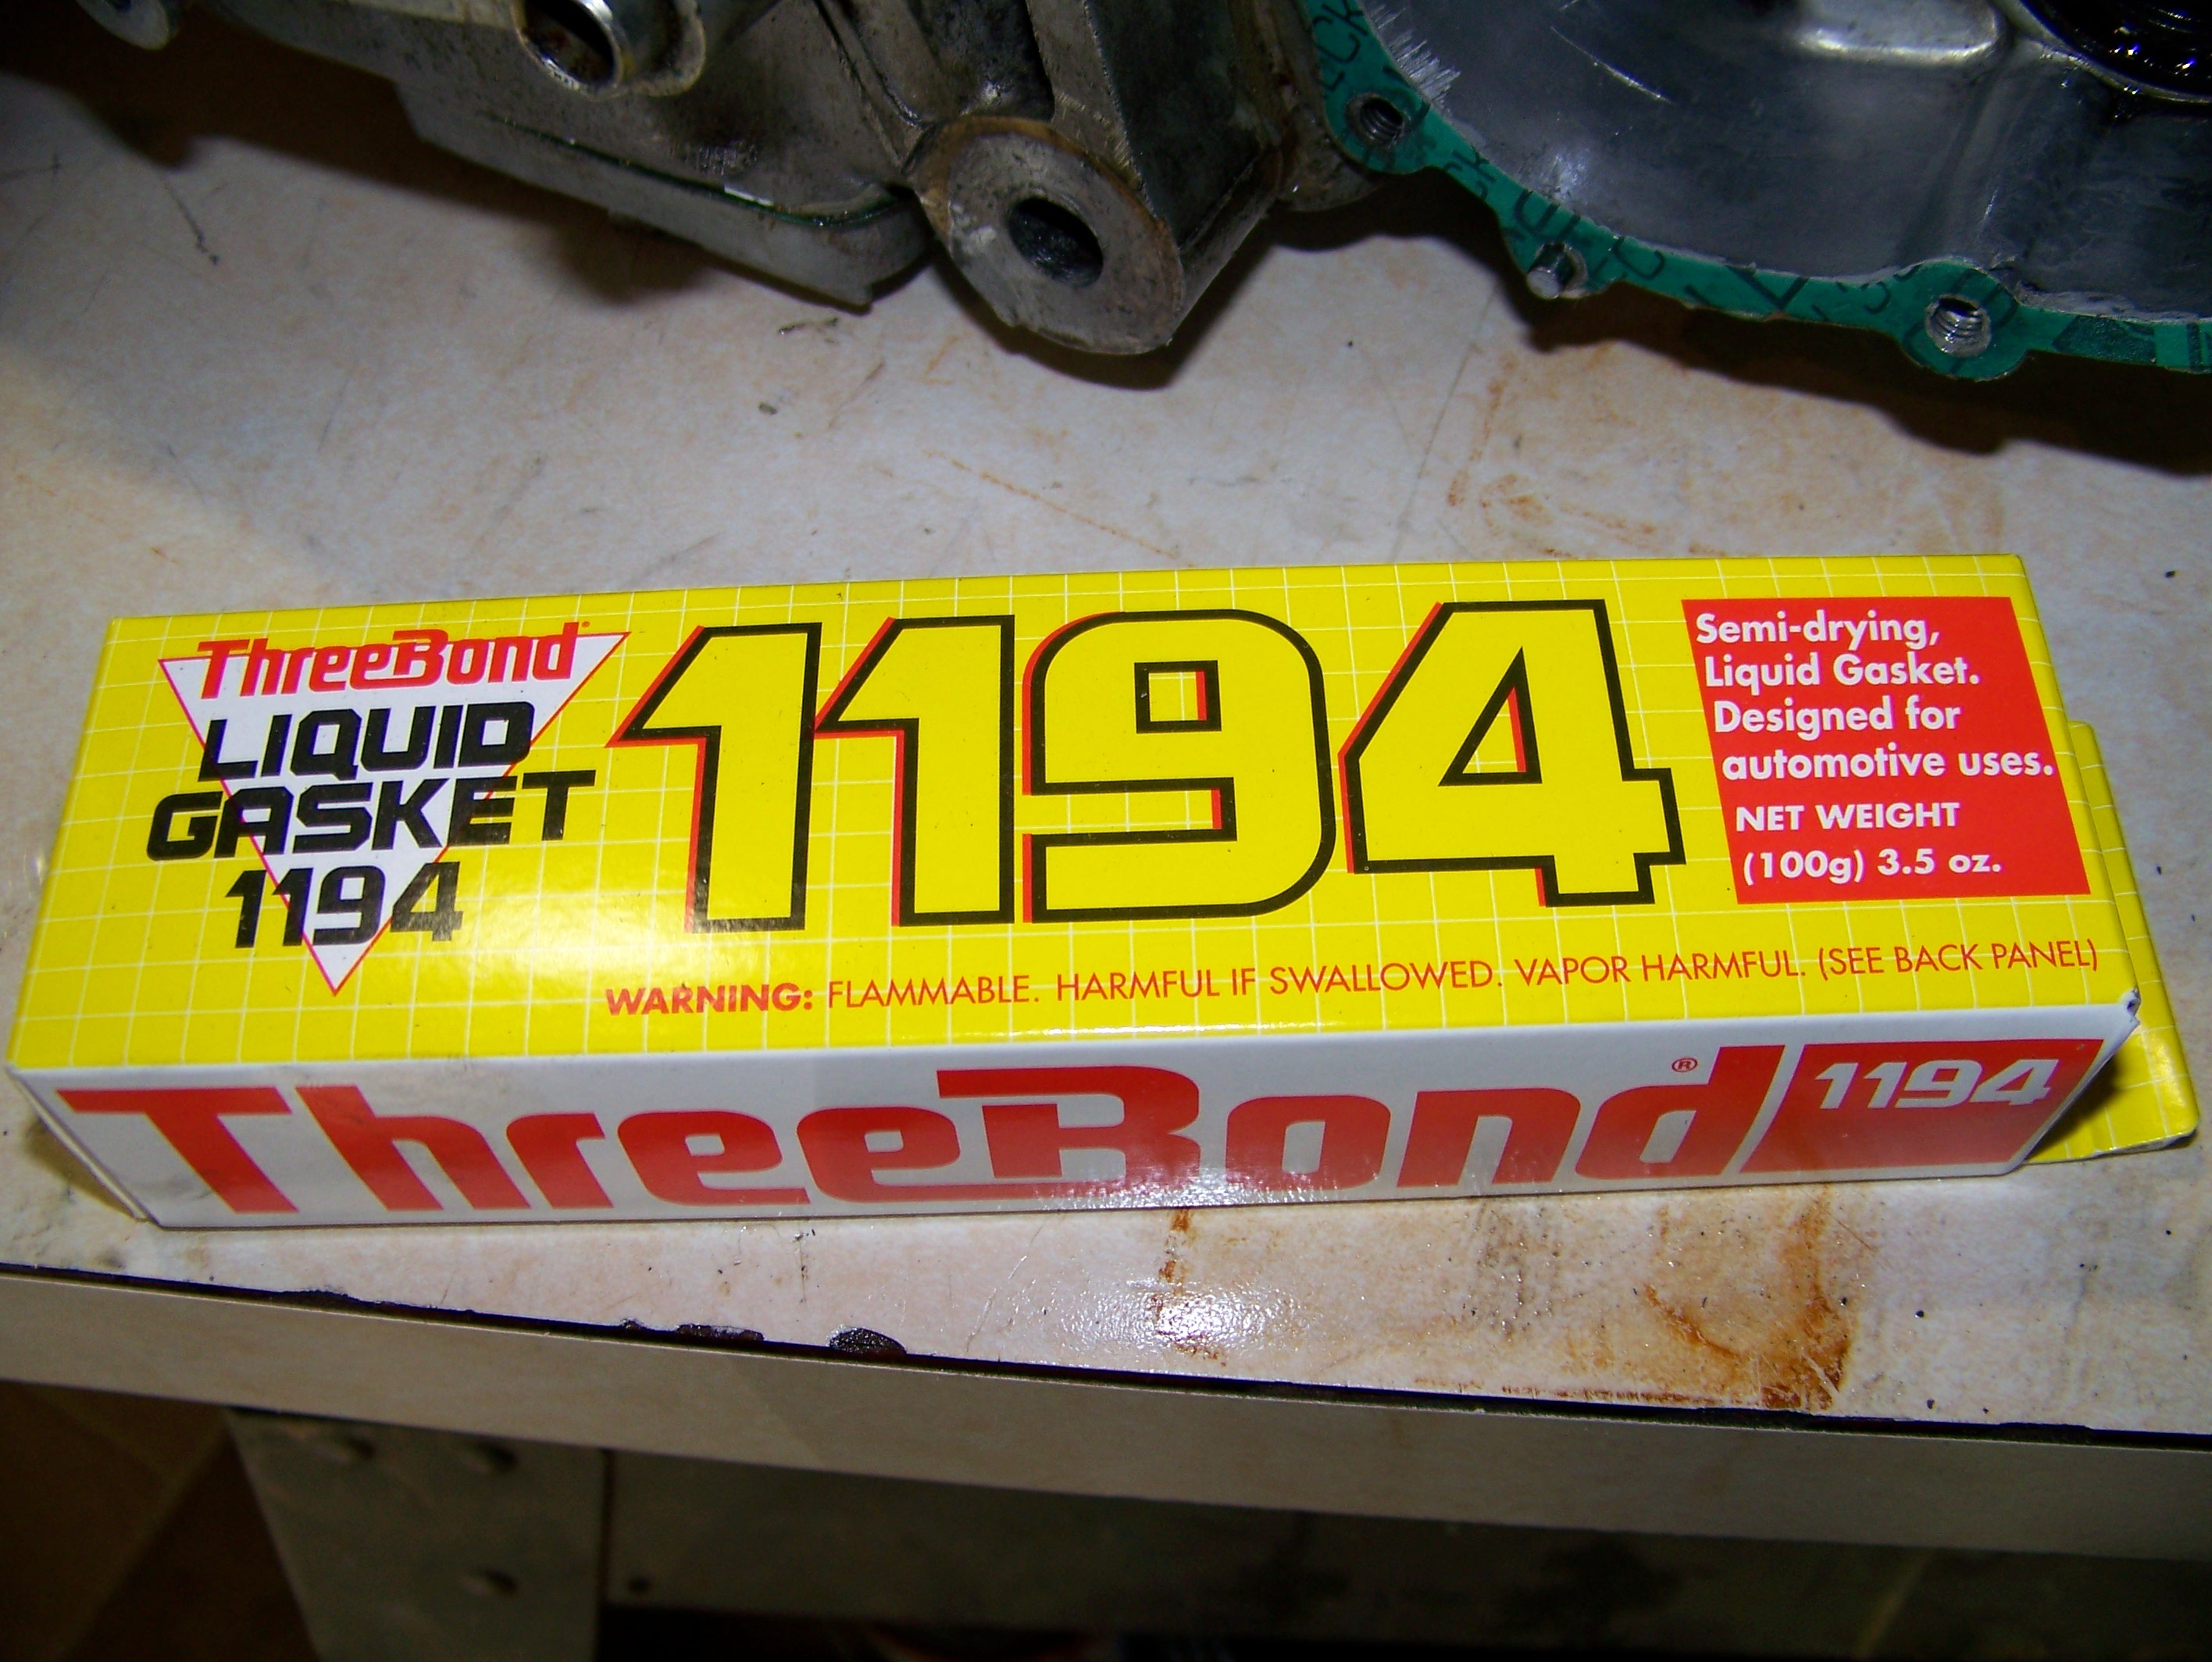 ThreeBond®
LIQUID
GASKET
1194
1194
Semi-drying,
Liquid Gasket.
Designed for
automotive uses.
NET WEIGHT
(100g) 3.5 oz.
WARNING: FLAMMABLE. HARMFUL IF SWALLOWED. VAPOR HARMFUL. (SEE BACK PANEL)
ThreeBond® 1194